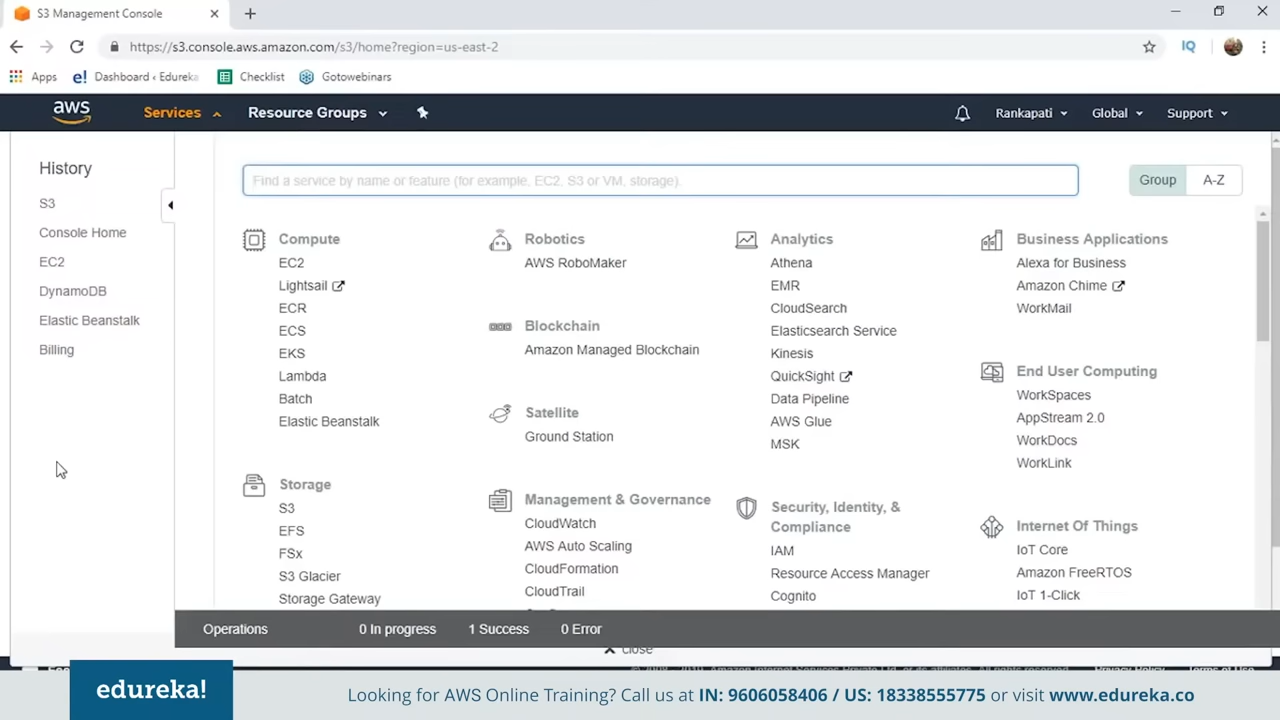 S3 Management Console
https://s3.console.aws.amazon.com/s3/home?region=us-east-2
IQ
Apps
e! Dashboard ‹ Edureka
Checklist
Gotowebinars
aws
Services
Resource Groups
Rankapati
Global
Support
History
S3
Console Home
EC2
DynamoDB
Elastic Beanstalk
Billing
Find a service by name or feature (for example, EC2, S3 or VM, storage).
Group
A-Z
Compute
EC2
Lightsail
ECR
ECS
EKS
Lambda
Batch
Elastic Beanstalk
Storage
S3
EFS
FSx
S3 Glacier
Storage Gateway
Robotics
AWS RoboMaker
Blockchain
Amazon Managed Blockchain
Satellite
Ground Station
Management & Governance
CloudWatch
AWS Auto Scaling
CloudFormation
CloudTrail
Analytics
Athena
EMR
CloudSearch
Elasticsearch Service
Kinesis
QuickSight
Data Pipeline
AWS Glue
MSK
Security, Identity, &
Compliance
IAM
Resource Access Manager
Cognito
Business Applications
Alexa for Business
Amazon Chime
WorkMail
End User Computing
WorkSpaces
AppStream 2.0
WorkDocs
WorkLink
Internet Of Things
IoT Core
Amazon FreeRTOS
IoT 1-Click
Operations
0 In progress
1 Success
0 Error
close
edureka!
Looking for AWS Online Training? Call us at IN: 9606058406 / US: 18338555775 or visit www.edureka.co